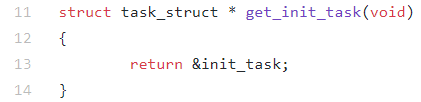 11 struct task_struct * get_init_task(void)
12 {
13         return &init_task;
14 }